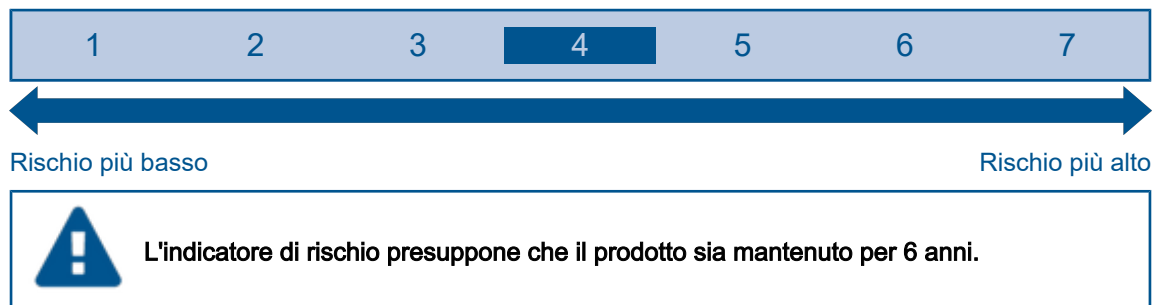 1 2 3 4 5 6 7
Rischio più basso Rischio più alto
L'indicatore di rischio presuppone che il prodotto sia mantenuto per 6 anni.